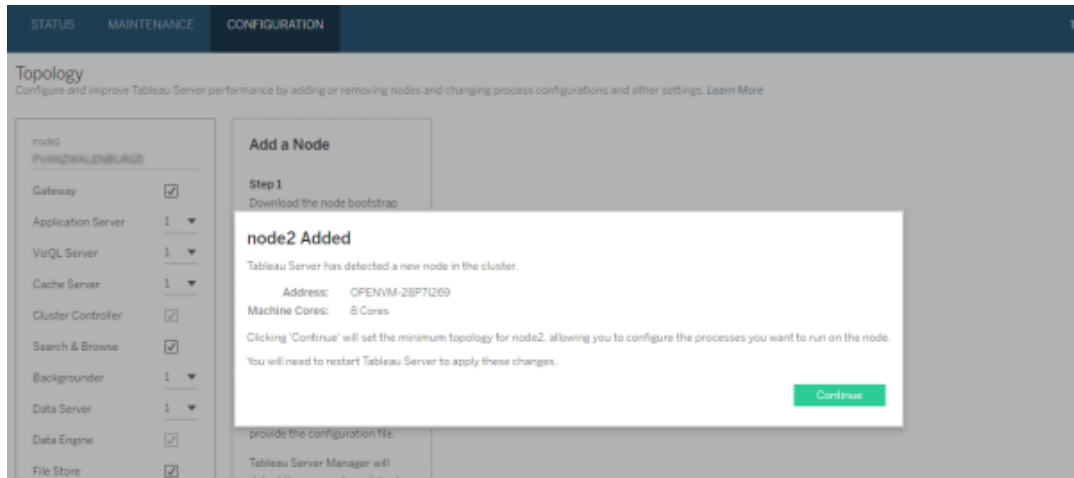 STATUS MAINTENANCE CONFIGURATION
Topology
Configure and improve Tableau Server performance by adding or removing nodes and changing process configurations and other settings. Learn More
node1
Gateway
Application Server 1
VizQL Server 1
Cache Server 1
Cluster Controller
Search & Browse
Backgrounder 1
Data Server 1
Data Engine
File Store
Add a Node
Step 1
Download the node bootstrap
node2 Added
Tableau Server has detected a new node in the cluster.
Address: OPENVM-28P7I269
Machine Cores: 8 Cores
Clicking 'Continue' will set the minimum topology for node2, allowing you to configure the processes you want to run on the node.
You will need to restart Tableau Server to apply these changes.
Continue
provide the configuration file.
Tableau Server Manager will